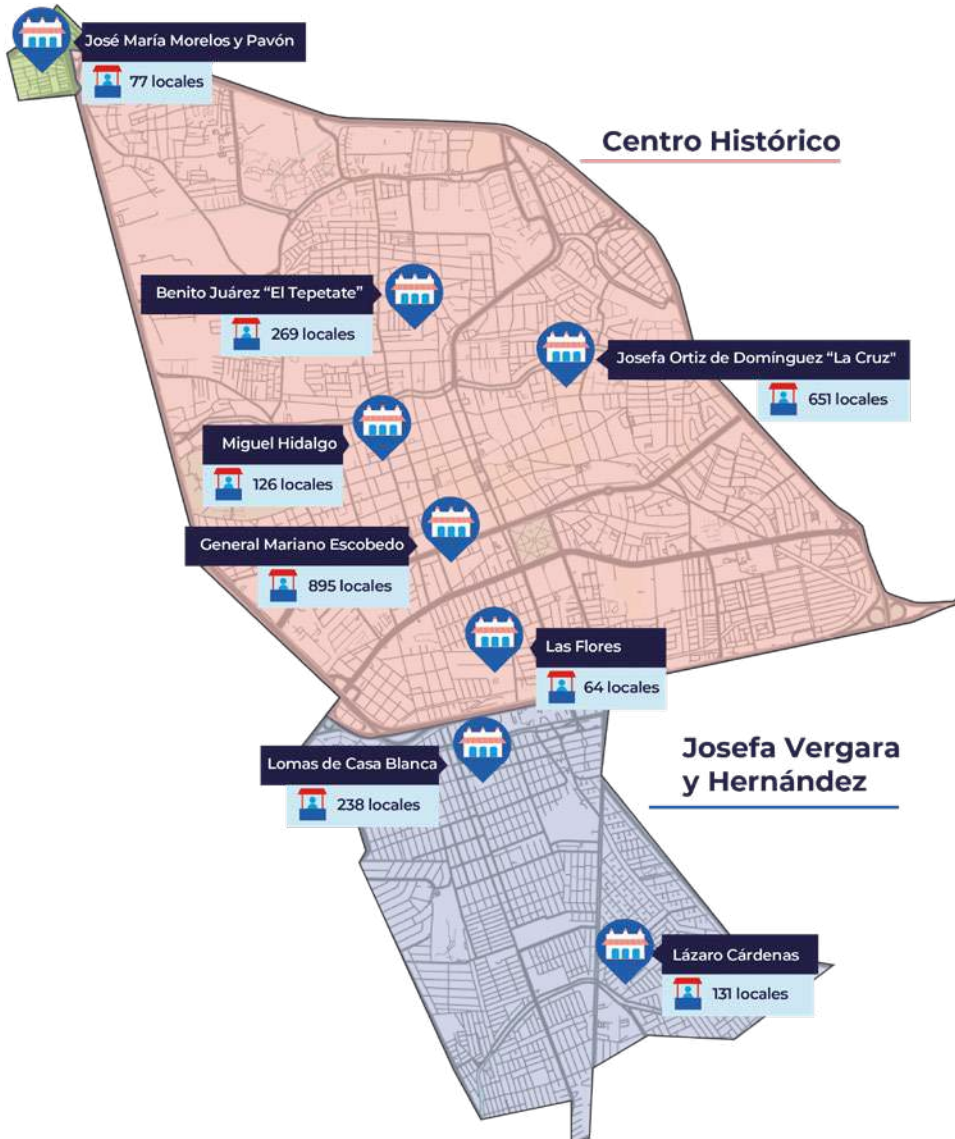 José María Morelos y Pavón
77 locales
Centro Histórico
Benito Juárez “El Tepetate”
269 locales
Josefa Ortiz de Domínguez “La Cruz"
651 locales
Miguel Hidalgo
126 locales
General Mariano Escobedo
895 locales
Las Flores
64 locales
Lomas de Casa Blanca
238 locales
Josefa Vergara
y Hernández
Lázaro Cárdenas
131 locales